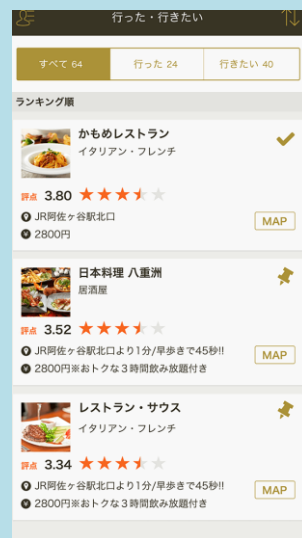 行った・行きたい
すべて 64
行った 24
行きたい 40
ランキング順
かもめレストラン
イタリアン・フレンチ
評点 3.80
JR阿佐ヶ谷駅北口
MAP
2800円
日本料理 八重洲
居酒屋
評点 3.52
JR阿佐ヶ谷駅北口より1分/早歩きで45秒!!
MAP
2800円※おトクな3時間飲み放題付き
レストラン・サウス
イタリアン・フレンチ
評点 3.34
JR阿佐ヶ谷駅北口より1分/早歩きで45秒!!
MAP
2800円※おトクな3時間飲み放題付き